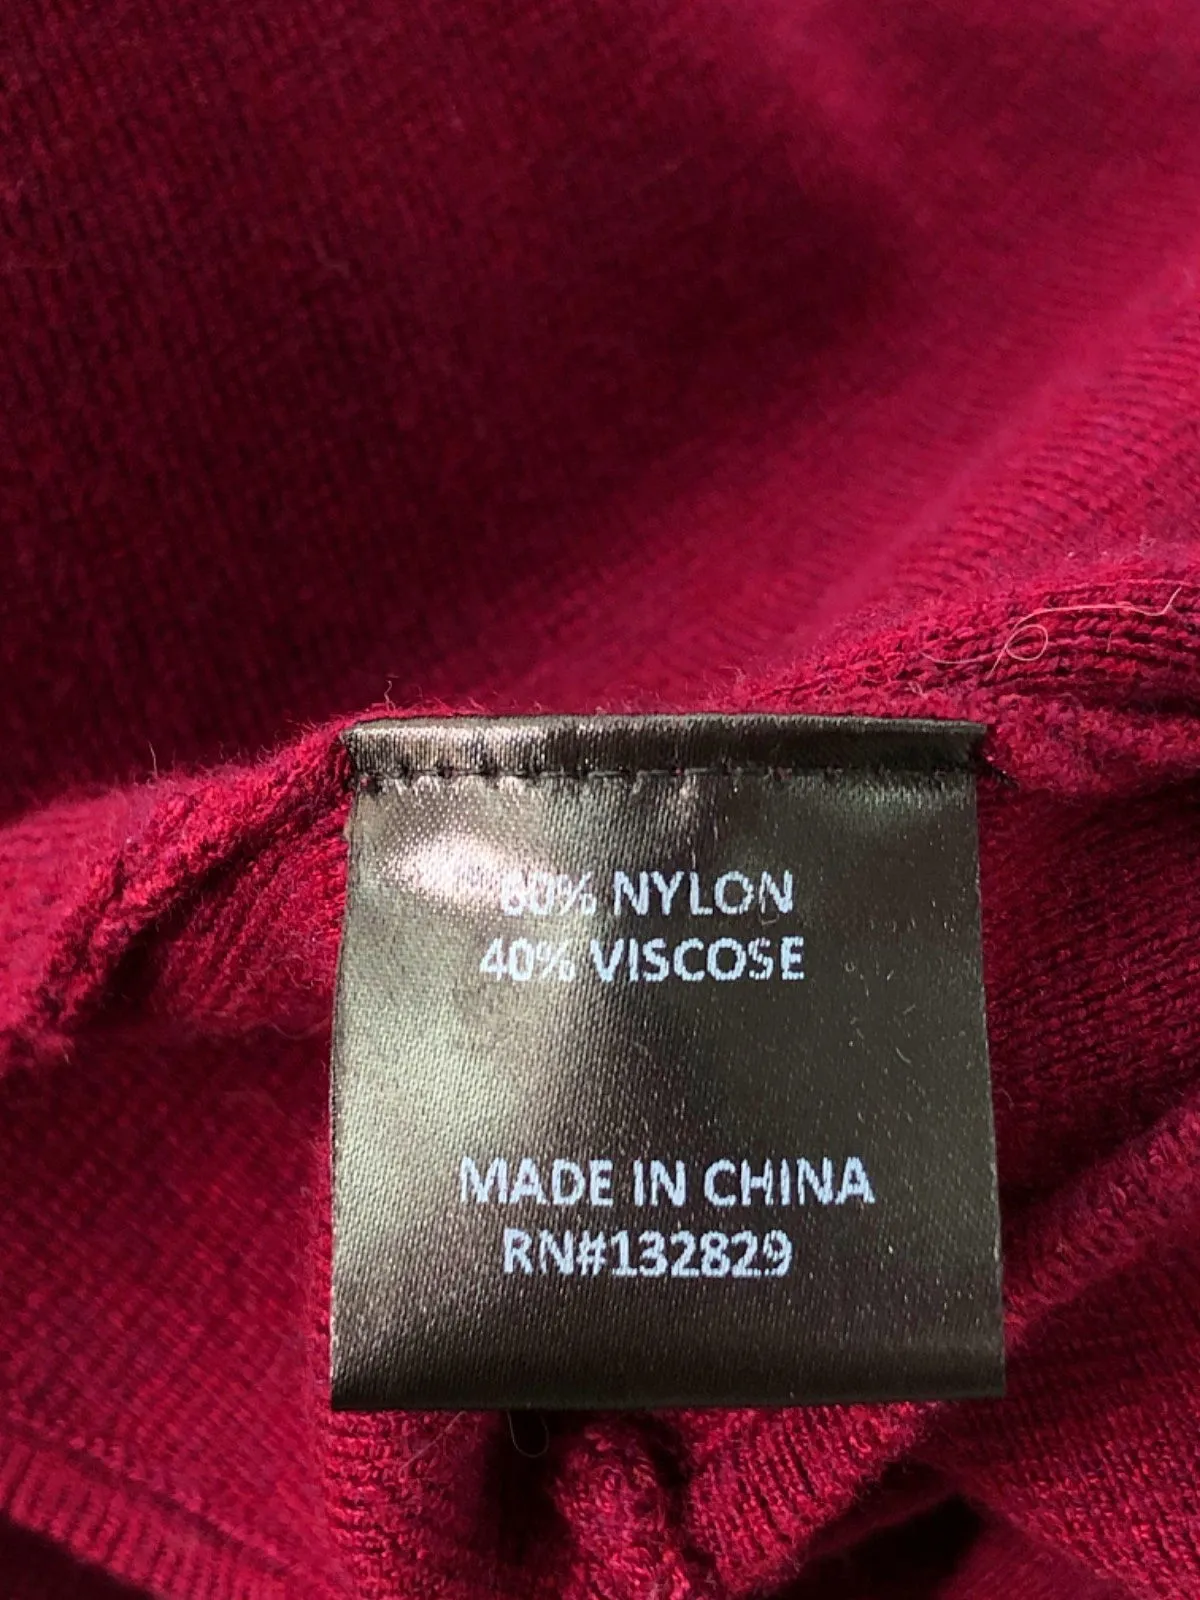 60% NYLON
40% VISCOSE
MADE IN CHINA
RN#132829